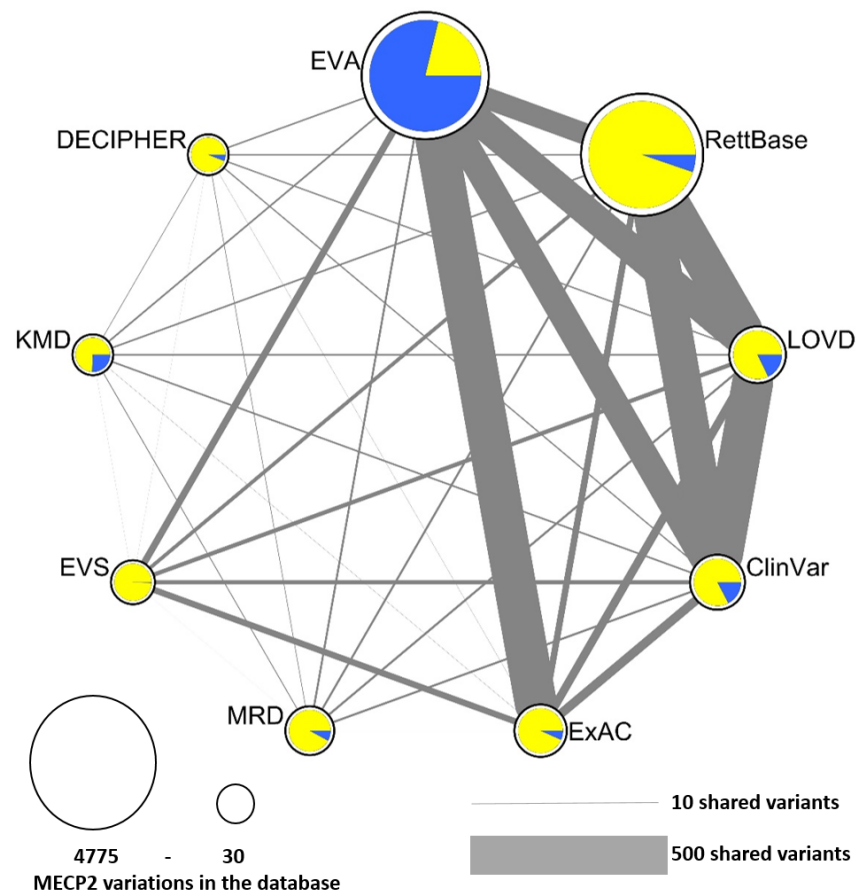 EVA
RettBase
DECIPHER
KMD
LOVD
EVS
ClinVar
MRD
ExAC
10 shared variants
500 shared variants
4775 - 30
MECP2 variations in the database